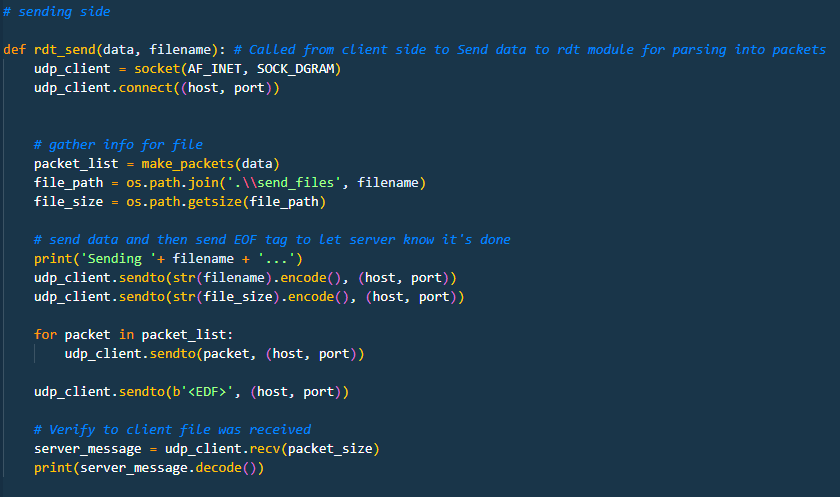 # sending side
def rdt_send(data, filename): # Called from client side to Send data to rdt module for parsing into packets
    udp_client = socket(AF_INET, SOCK_DGRAM)
    udp_client.connect((host, port))
    # gather info for file
    packet_list = make_packets(data)
    file_path = os.path.join('.\\send_files', filename)
    file_size = os.path.getsize(file_path)
    # send data and then send EOF tag to let server know it's done
    print('Sending '+ filename + '...')
    udp_client.sendto(str(filename).encode(), (host, port))
    udp_client.sendto(str(file_size).encode(), (host, port))
    for packet in packet_list:
        udp_client.sendto(packet, (host, port))
    udp_client.sendto(b'<EDF>', (host, port))
    # Verify to client file was received
    server_message = udp_client.recv(packet_size)
    print(server_message.decode())